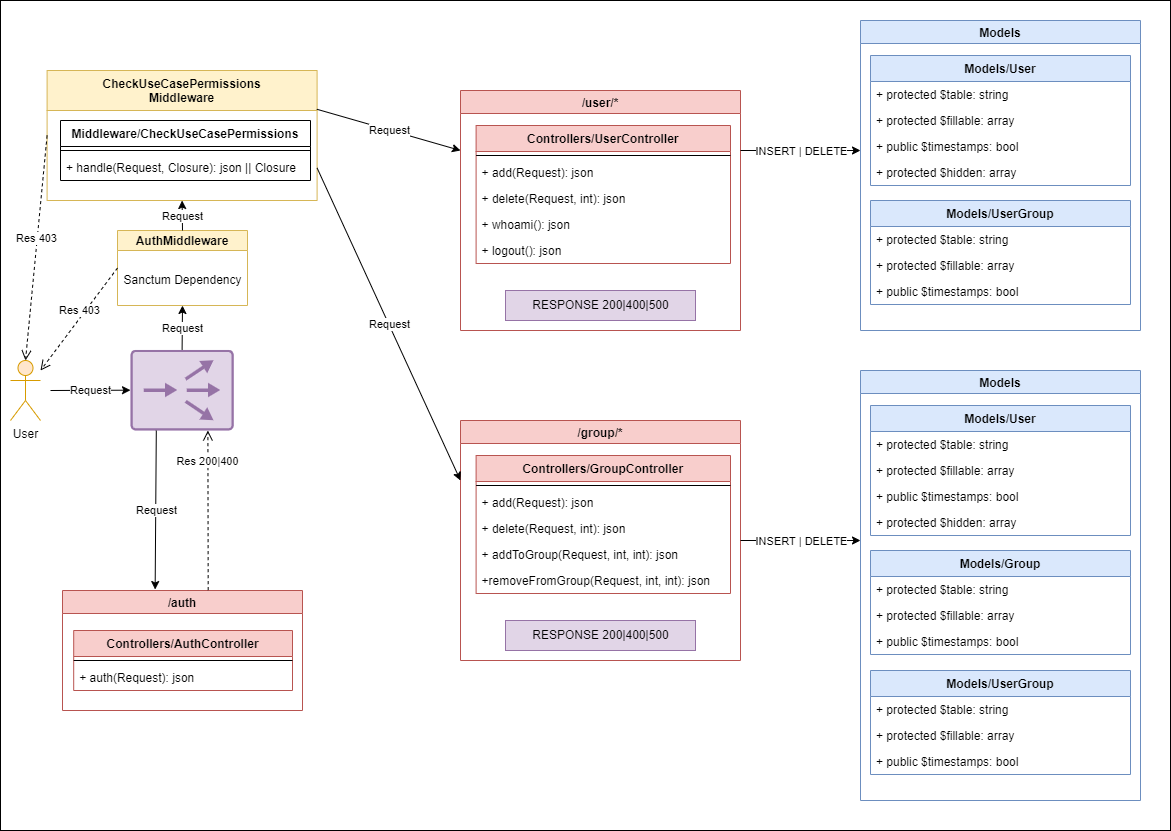 CheckUseCasePermissions
Middleware
Middleware/CheckUseCasePermissions
+ handle(Request, Closure): json || Closure
Request
Res 403
AuthMiddleware
Sanctum Dependency
Res 403
Request
User
Request
Res 200|400
Request
/auth
Controllers/AuthController
+ auth(Request): json
Request
Request
/user/*
Controllers/UserController
+ add(Request): json
+ delete(Request, int): json
+ whoami(): json
+ logout(): json
RESPONSE 200|400|500
INSERT | DELETE
/group/*
Controllers/GroupController
+ add(Request): json
+ delete(Request, int): json
+ addToGroup(Request, int, int): json
+removeFromGroup(Request, int, int): json
RESPONSE 200|400|500
INSERT | DELETE
Models
Models/User
+ protected $table: string
+ protected $fillable: array
+ public $timestamps: bool
+ protected $hidden: array
Models/UserGroup
+ protected $table: string
+ protected $fillable: array
+ public $timestamps: bool
Models
Models/User
+ protected $table: string
+ protected $fillable: array
+ public $timestamps: bool
+ protected $hidden: array
Models/Group
+ protected $table: string
+ protected $fillable: array
+ public $timestamps: bool
Models/UserGroup
+ protected $table: string
+ protected $fillable: array
+ public $timestamps: bool